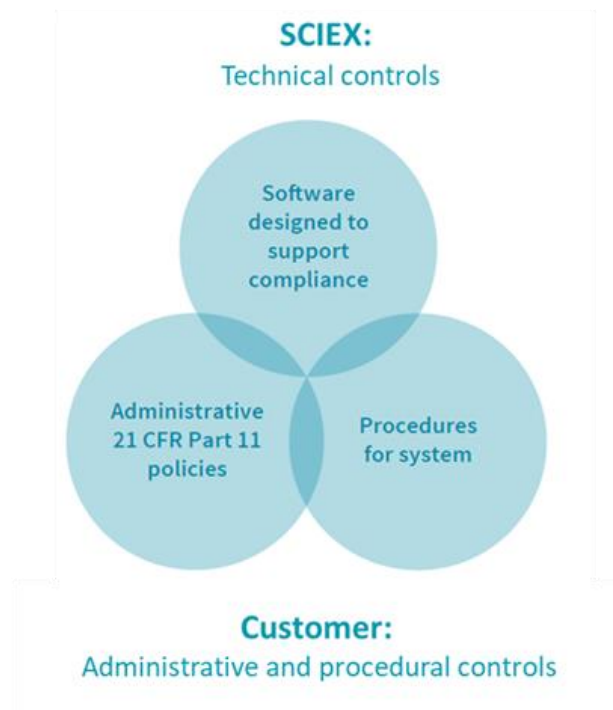 SCIEX:
Technical controls
Software
designed to
support
compliance
Administrative
21 CFR Part 11
policies
Procedures
for system
Customer:
Administrative and procedural controls